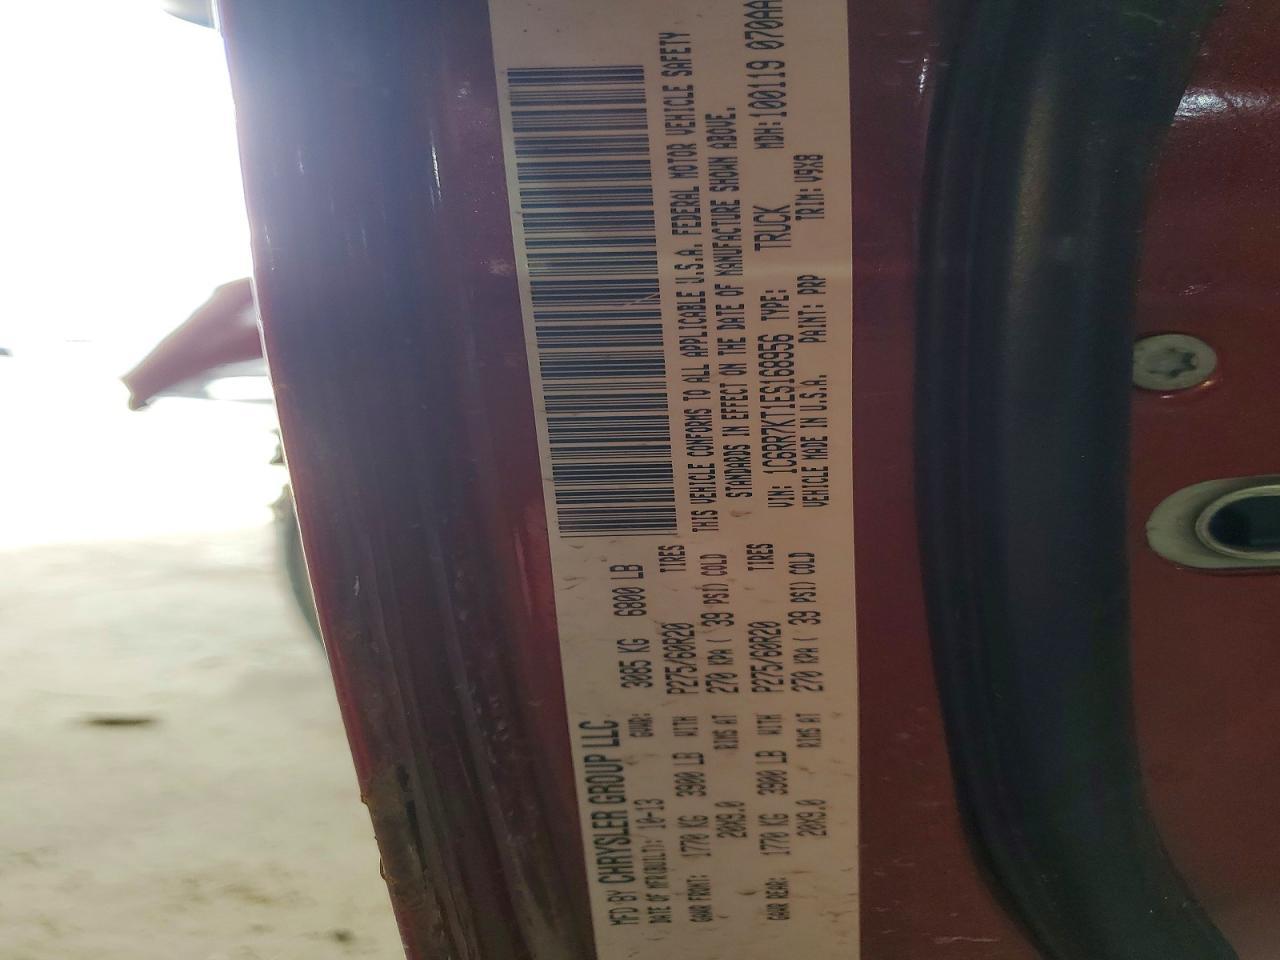 MFD BY CHRYSLER GROUP LLC
DATE OF MFR(BUILT): 10-13 GVWR: 3085 KG 6800 LB
GAWR FRONT: 1770 KG 3900 LB WITH P275/60R20 TIRES
20X9.0 RIMS AT 270 KPA ( 39 PSI) COLD
GAWR REAR: 1770 KG 3900 LB WITH P275/60R20 TIRES
20X9.0 RIMS AT 270 KPA ( 39 PSI) COLD
THIS VEHICLE CONFORMS TO ALL APPLICABLE U.S.A. FEDERAL MOTOR VEHICLE SAFETY
STANDARDS IN EFFECT ON THE DATE OF MANUFACTURE SHOWN ABOVE.
VIN: 1C6RR7KT1ES168956 TYPE: TRUCK MDH: 100119 070AA
VEHICLE MADE IN U.S.A. PAINT: PRP TRIM: V9X8